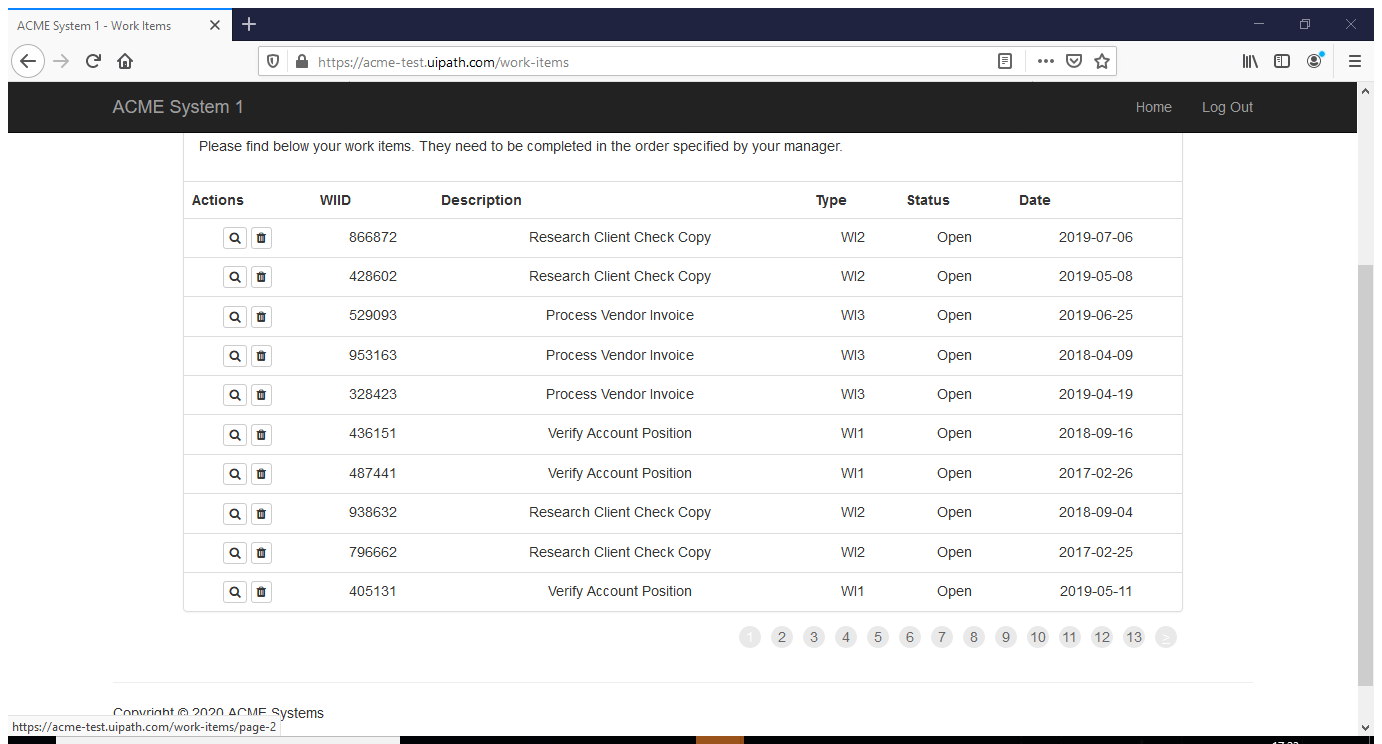 ACME System 1 - Work Items
https://acme-test.uipath.com/work-items
ACME System 1 Home Log Out
Please find below your work items. They need to be completed in the order specified by your manager.
Actions WIID Description Type Status Date
866872 Research Client Check Copy WI2 Open 2019-07-06
428602 Research Client Check Copy WI2 Open 2019-05-08
529093 Process Vendor Invoice WI3 Open 2019-06-25
953163 Process Vendor Invoice WI3 Open 2018-04-09
328423 Process Vendor Invoice WI3 Open 2019-04-19
436151 Verify Account Position WI1 Open 2018-09-16
487441 Verify Account Position WI1 Open 2017-02-26
938632 Research Client Check Copy WI2 Open 2018-09-04
796662 Research Client Check Copy WI2 Open 2017-02-25
405131 Verify Account Position WI1 Open 2019-05-11
1 2 3 4 5 6 7 8 9 10 11 12 13 >
Copyright © 2020 ACME Systems
https://acme-test.uipath.com/work-items/page-2